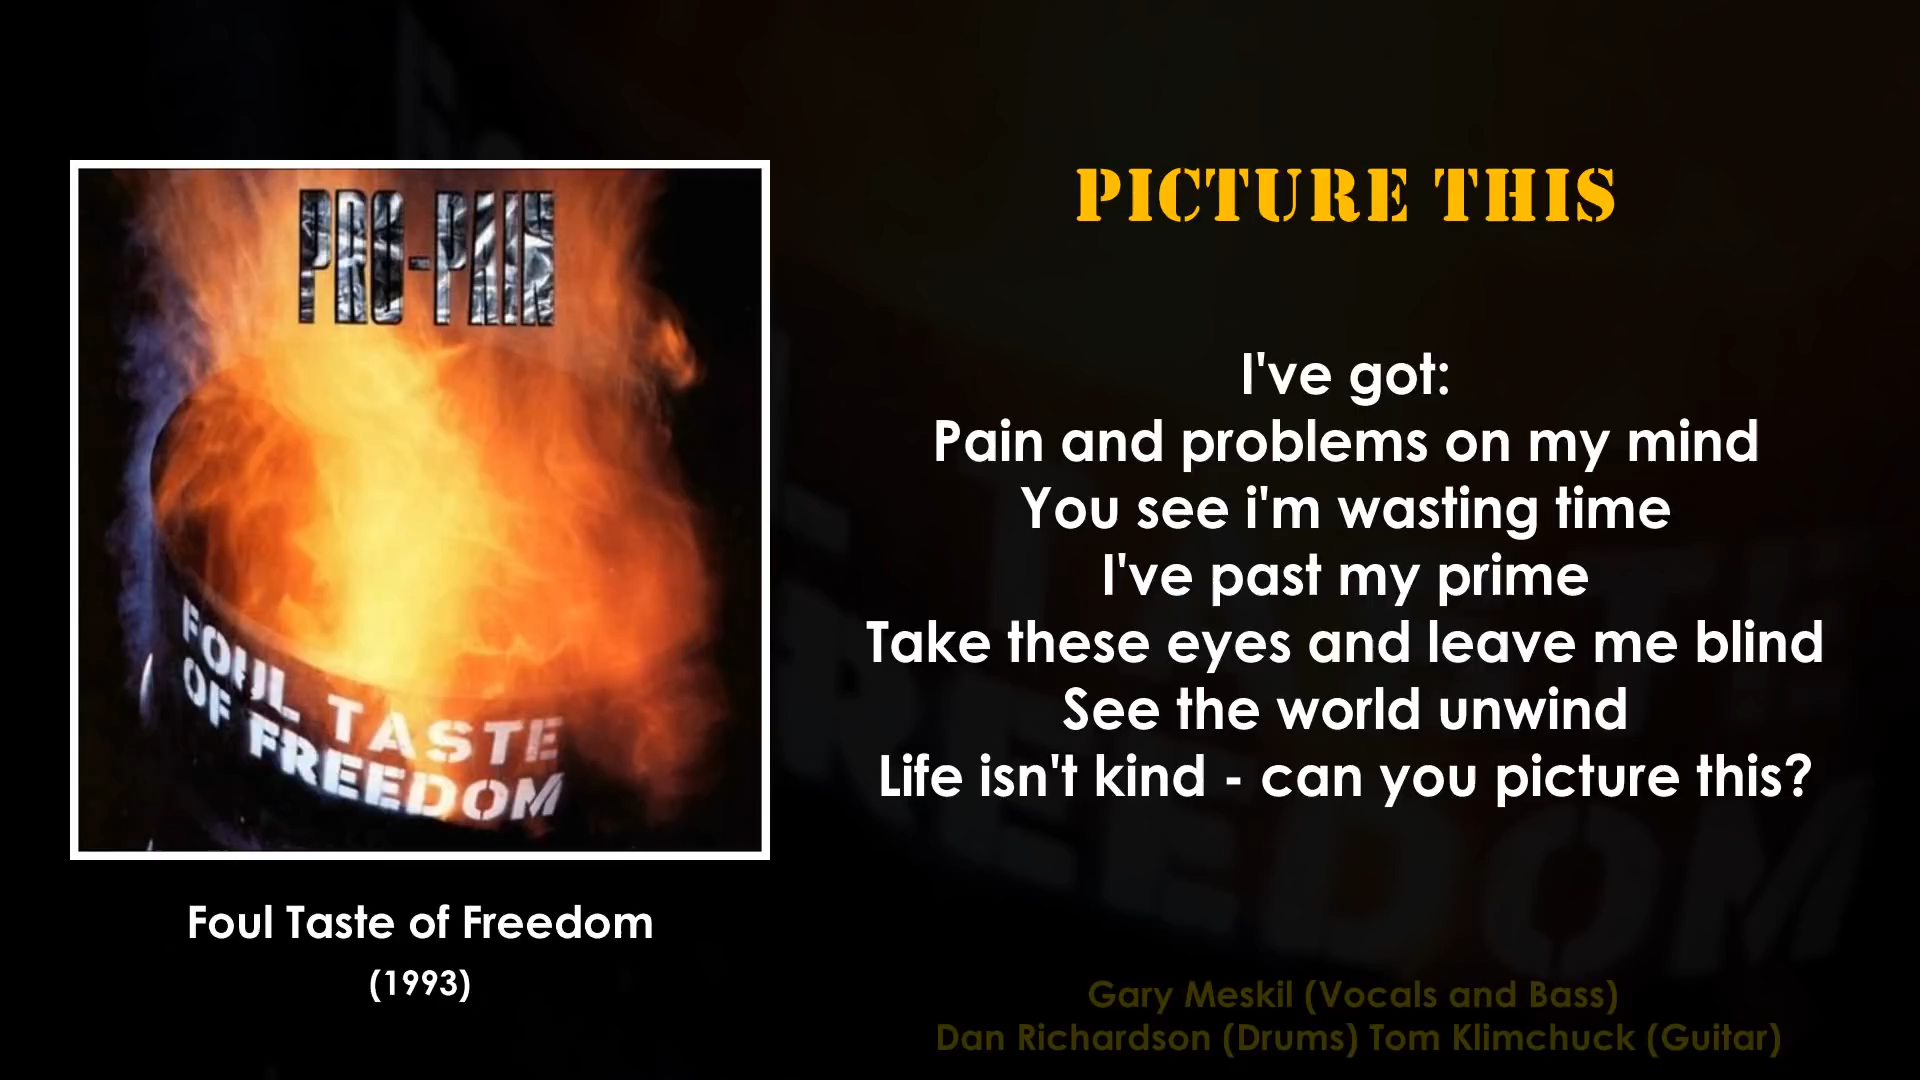 PRO-PAIN
FOUL TASTE
OF FREEDOM
Foul Taste of Freedom
(1993)
PICTURE THIS
I've got:
Pain and problems on my mind
You see i'm wasting time
I've past my prime
Take these eyes and leave me blind
See the world unwind
Life isn't kind - can you picture this?
Gary Meskil (Vocals and Bass)
Dan Richardson (Drums) Tom Klimchuck (Guitar)